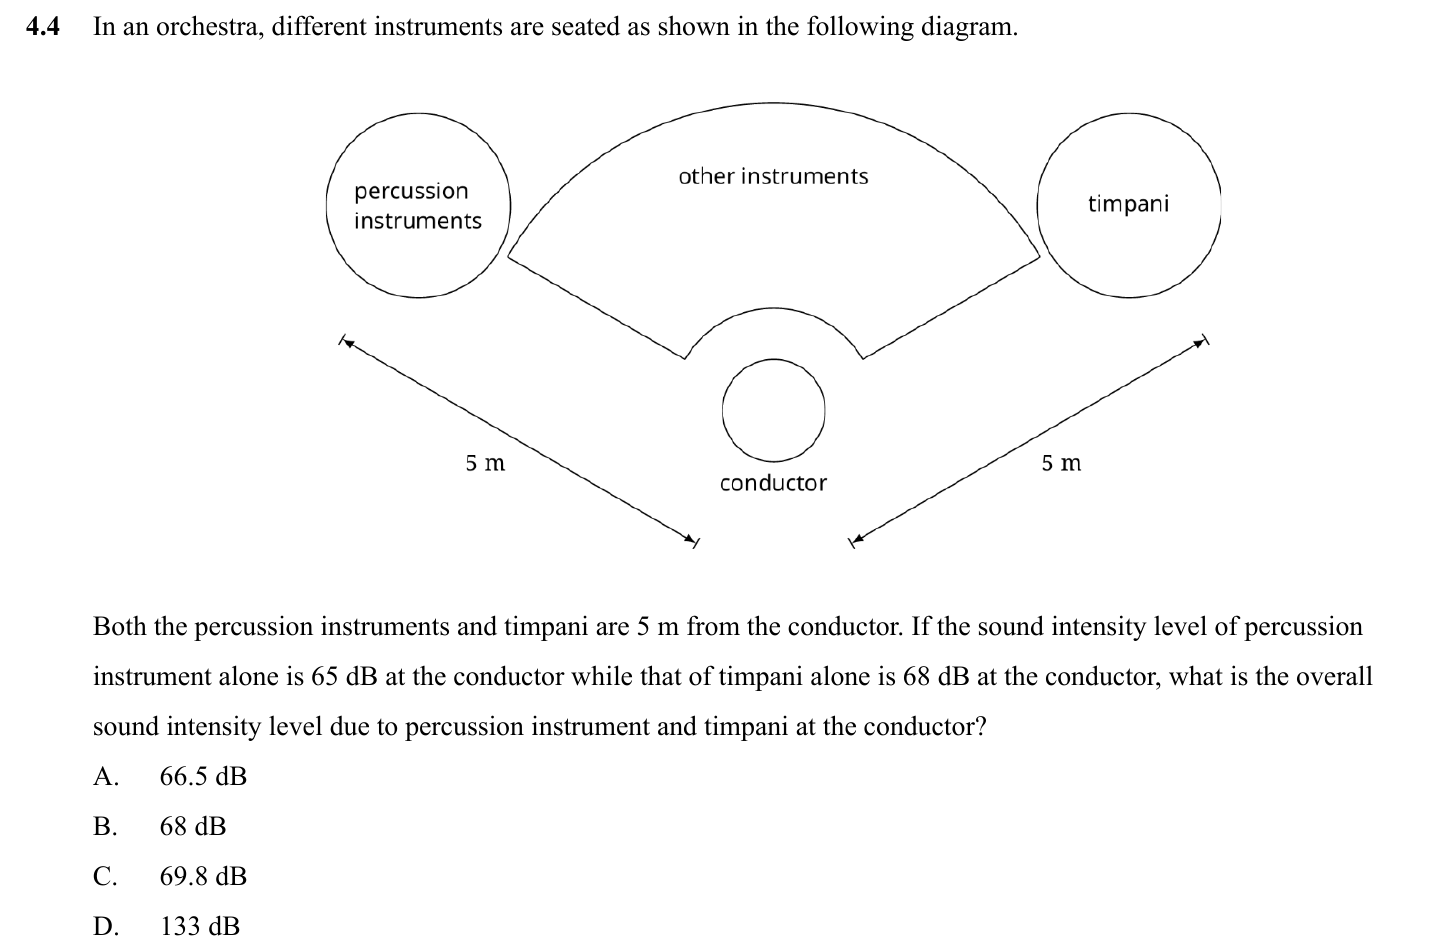 4.4 In an orchestra, different instruments are seated as shown in the following diagram.
other instruments
percussion
instruments
timpani
5 m
5 m
conductor
Both the percussion instruments and timpani are 5 m from the conductor. If the sound intensity level of percussion
instrument alone is 65 dB at the conductor while that of timpani alone is 68 dB at the conductor, what is the overall
sound intensity level due to percussion instrument and timpani at the conductor?
A. 66.5 dB
B. 68 dB
C. 69.8 dB
D. 133 dB